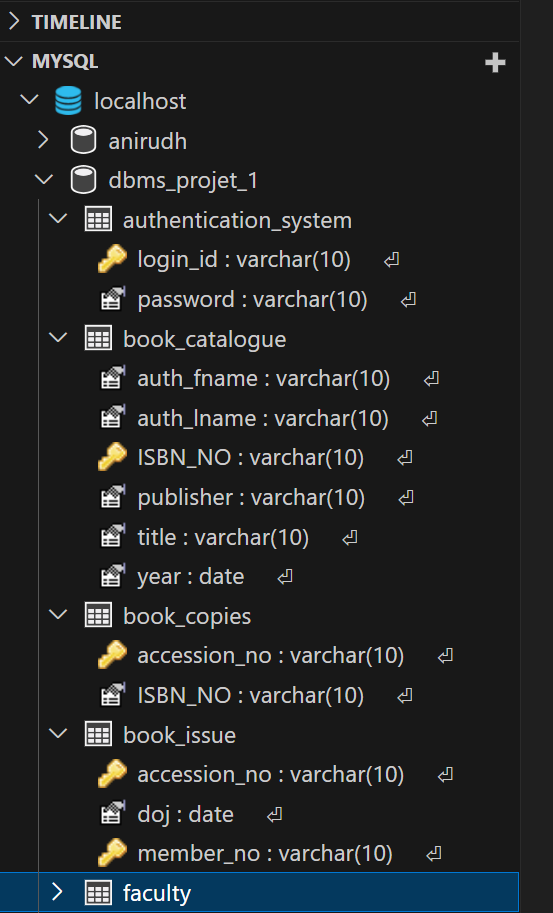 TIMELINE
MYSQL
localhost
anirudh
dbms_projet_1
authentication_system
login_id : varchar(10)
password : varchar(10)
book_catalogue
auth_fname : varchar(10)
auth_lname : varchar(10)
ISBN_NO : varchar(10)
publisher : varchar(10)
title : varchar(10)
year : date
book_copies
accession_no : varchar(10)
ISBN_NO : varchar(10)
book_issue
accession_no : varchar(10)
doj : date
member_no : varchar(10)
faculty